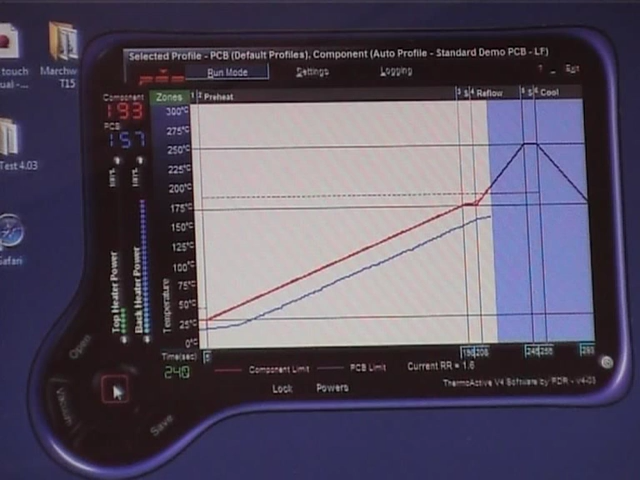 Selected Profile - PCB (Default Profiles), Component (Auto Profile - Standard Demo PCB - LF)
Run Mode Settings Logging ? _ Exit
touch
Marchw
T15
Test 4.03
Safari
Component
193
PCB
157
100%
100%
Top Heater Power
Back Heater Power
Zones 1 2 Preheat 3 S 4 Reflow 5 S 6 Cool
300°C
275°C
250°C
225°C
200°C
175°C
150°C
125°C
100°C
75°C
50°C
25°C
0°C
Temperature
Time(sec)
240
Component Limit PCB Limit Current RR = 1.6
Lock Powers
ThermoActive V4 Software by PDR - V4-03
Open
Vacuum
Save